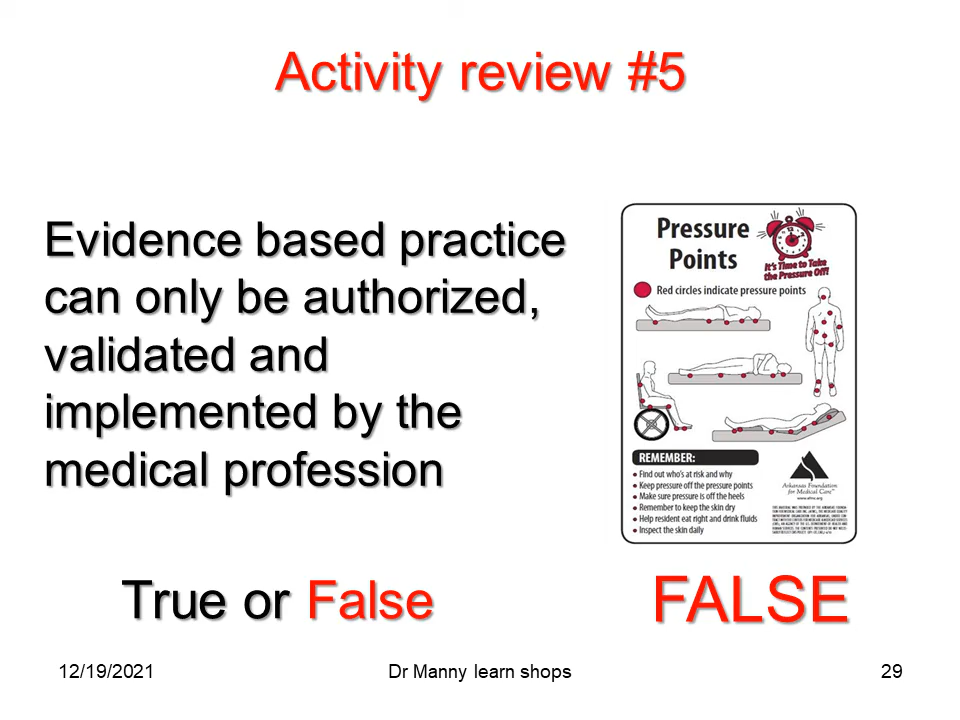 Activity review #5
Evidence based practice
can only be authorized,
validated and
implemented by the
medical profession
True or False
Pressure
Points
It's Time to Take
the Pressure Off!
Red circles indicate pressure points
REMEMBER:
• Find out who's at risk and why
• Keep pressure off the pressure points
• Make sure pressure is off the heels
• Remember to keep the skin dry
• Help resident eat right and drink fluids
• Inspect the skin daily
Arkansas Foundation
for Medical Care
FALSE
12/19/2021
Dr Manny learn shops
29